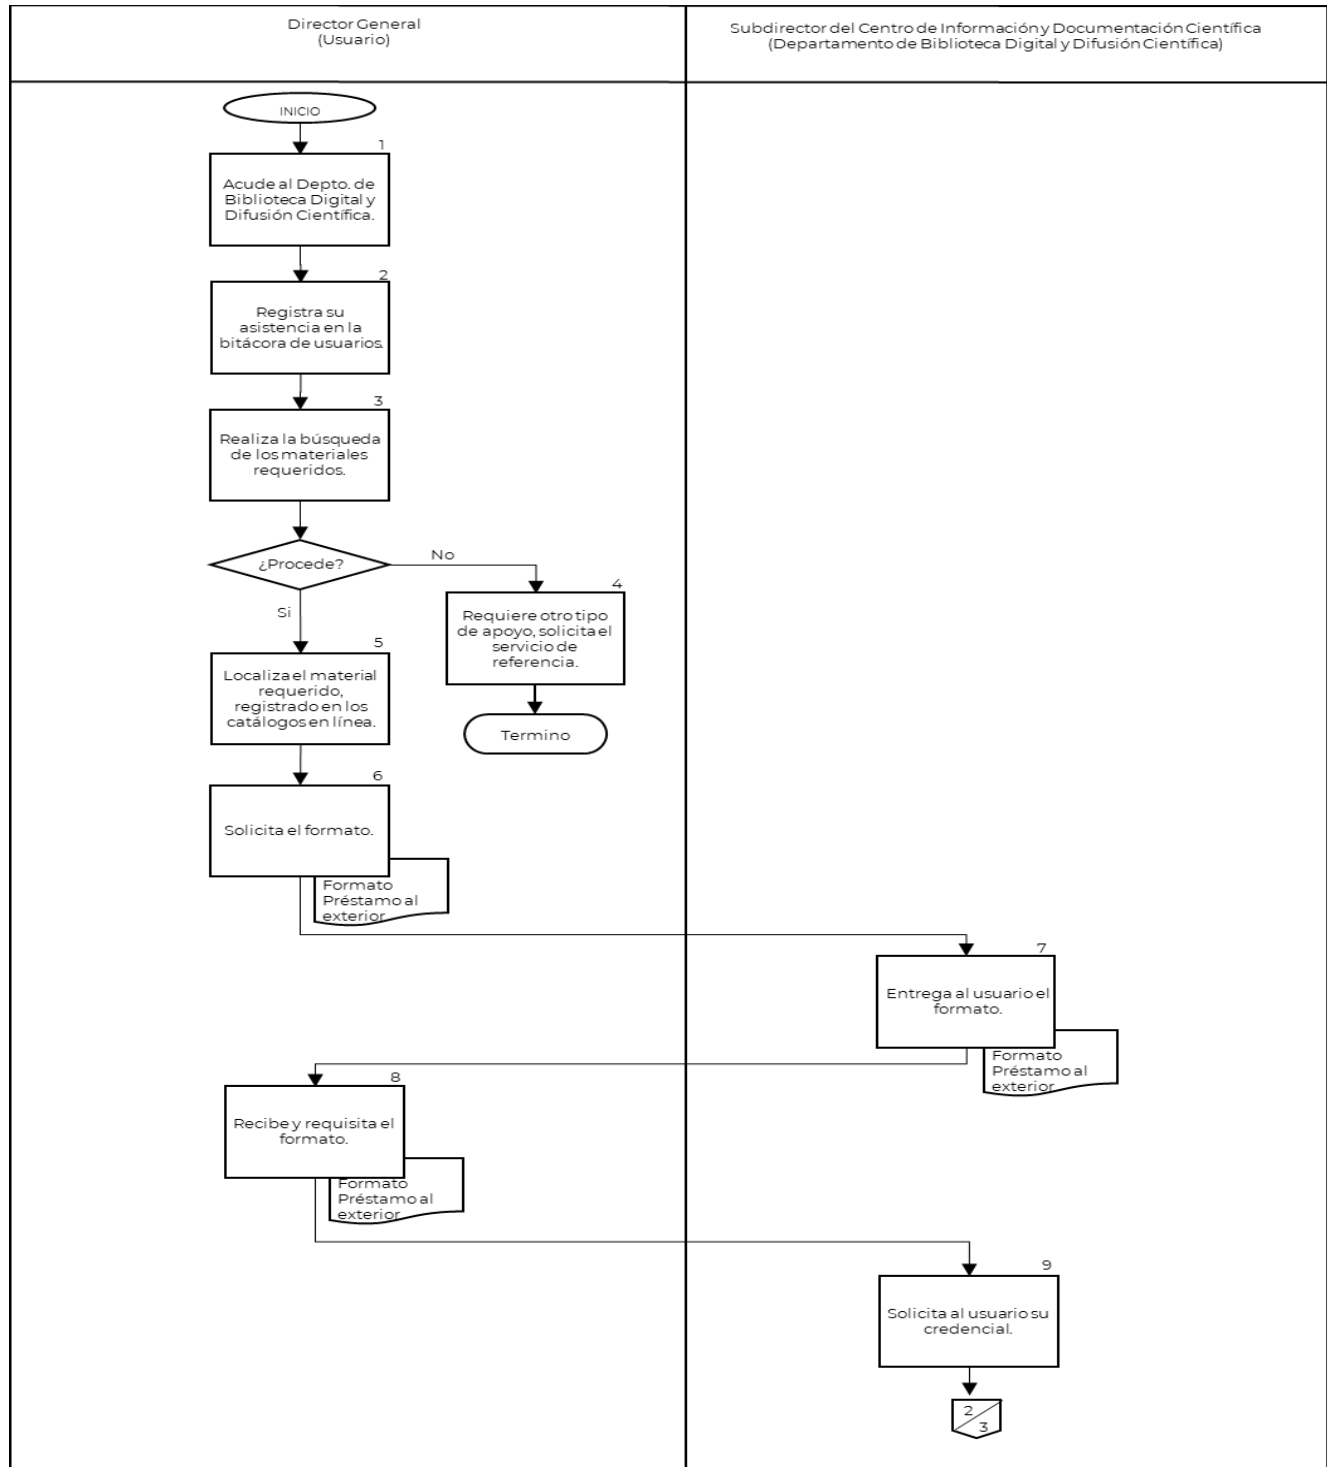 Director General
(Usuario)
Subdirector del Centro de Información y Documentación Científica
(Departamento de Biblioteca Digital y Difusión Científica)
INICIO
1
Acude al Depto. de
Biblioteca Digital y
Difusión Científica.
2
Registra su
asistencia en la
bitácora de usuarios.
3
Realiza la búsqueda
de los materiales
requeridos.
¿Procede?
No
Si
4
Requiere otro tipo
de apoyo, solicita el
servicio de
referencia.
Termino
5
Localiza el material
requerido,
registrado en los
catálogos en línea.
6
Solicita el formato.
Formato
Préstamo al
exterior
7
Entrega al usuario el
formato.
Formato
Préstamo al
exterior
8
Recibe y requisita el
formato.
Formato
Préstamo al
exterior
9
Solicita al usuario su
credencial.
2
3